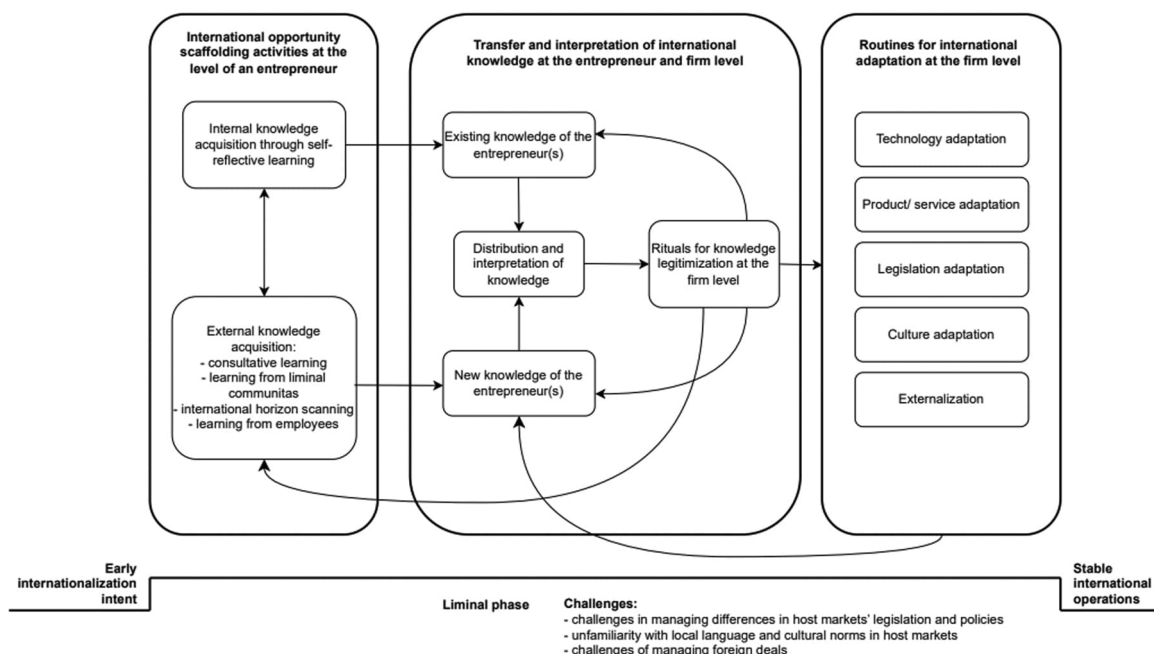 International opportunity
scaffolding activities at the
level of an entrepreneur
Internal knowledge
acquisition through self-
reflective learning
External knowledge
acquisition:
- consultative learning
- learning from liminal
communitas
- international horizon scanning
- learning from employees
Transfer and interpretation of international
knowledge at the entrepreneur and firm level
Existing knowledge of the
entrepreneur(s)
Distribution and
interpretation of
knowledge
New knowledge of the
entrepreneur(s)
Rituals for knowledge
legitimization at the
firm level
Routines for international
adaptation at the firm level
Technology adaptation
Product/ service adaptation
Legislation adaptation
Culture adaptation
Externalization
Early
internationalization
intent
Liminal phase
Challenges:
- challenges in managing differences in host markets' legislation and policies
- unfamiliarity with local language and cultural norms in host markets
- challenges of managing foreign deals
Stable
international
operations